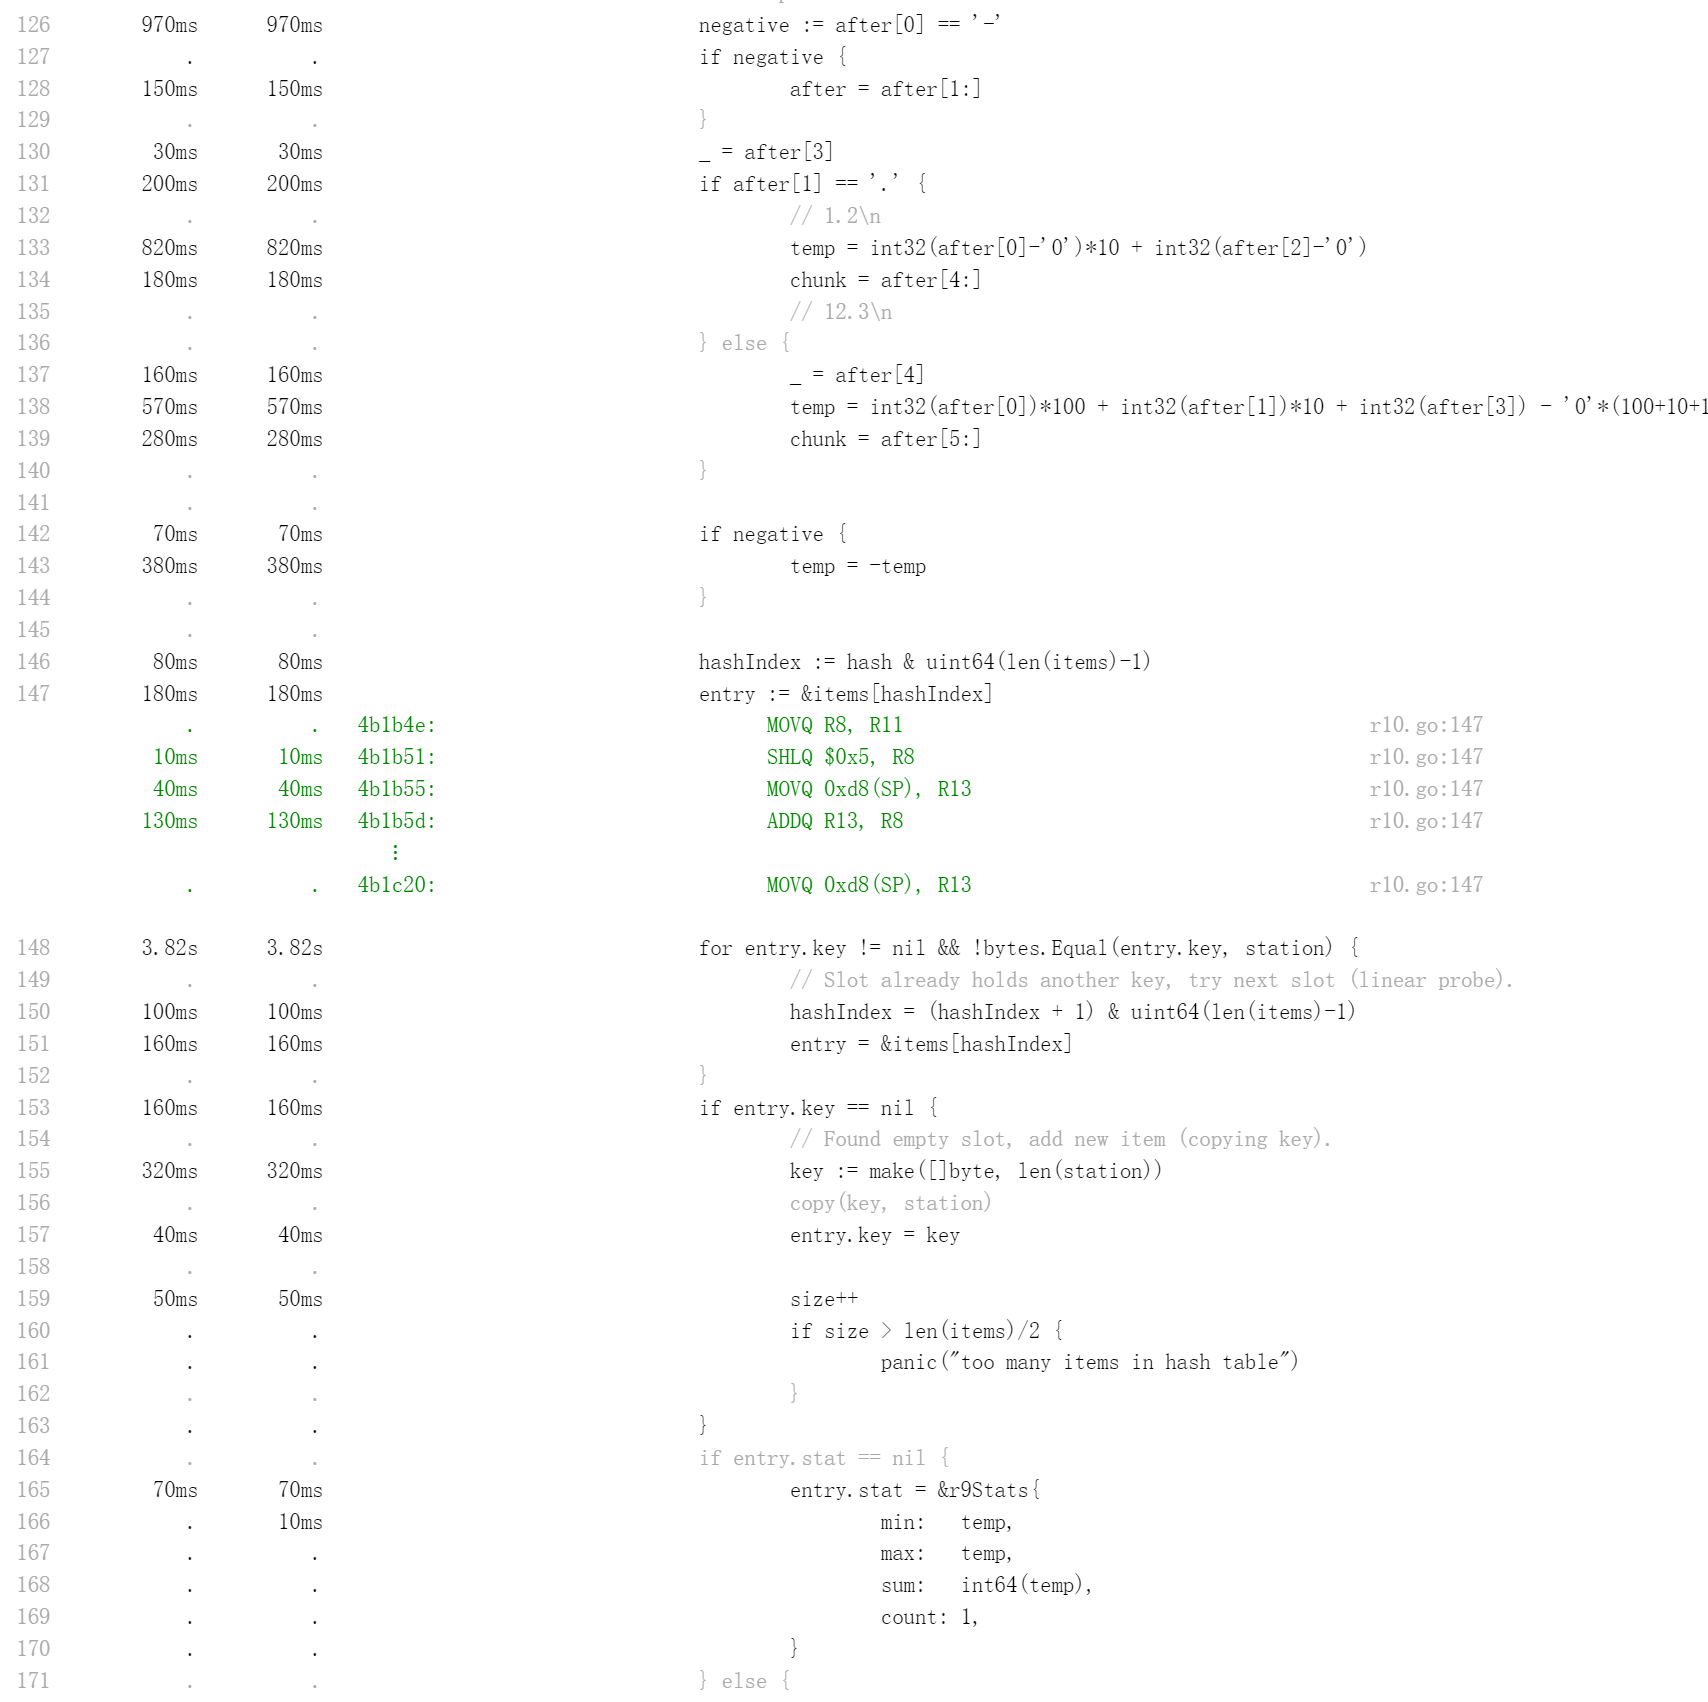 126 970ms 970ms negative := after[0] == '-'
127 . . if negative {
128 150ms 150ms after = after[1:]
129 . . }
130 30ms 30ms _ = after[3]
131 200ms 200ms if after[1] == '.' {
132 . . // 1.2\n
133 820ms 820ms temp = int32(after[0]-'0')*10 + int32(after[2]-'0')
134 180ms 180ms chunk = after[4:]
135 . . // 12.3\n
136 . . } else {
137 160ms 160ms _ = after[4]
138 570ms 570ms temp = int32(after[0])*100 + int32(after[1])*10 + int32(after[3]) - '0'*(100+10+1
139 280ms 280ms chunk = after[5:]
140 . . }
141 . .
142 70ms 70ms if negative {
143 380ms 380ms temp = -temp
144 . . }
145 . .
146 80ms 80ms hashIndex := hash & uint64(len(items)-1)
147 180ms 180ms entry := &items[hashIndex]
. . 4b1b4e: MOVQ R8, R11 r10.go:147
10ms 10ms 4b1b51: SHLQ $0x5, R8 r10.go:147
40ms 40ms 4b1b55: MOVQ 0xd8(SP), R13 r10.go:147
130ms 130ms 4b1b5d: ADDQ R13, R8 r10.go:147
⋮
. . 4b1c20: MOVQ 0xd8(SP), R13 r10.go:147
148 3.82s 3.82s for entry.key != nil && !bytes.Equal(entry.key, station) {
149 . . // Slot already holds another key, try next slot (linear probe).
150 100ms 100ms hashIndex = (hashIndex + 1) & uint64(len(items)-1)
151 160ms 160ms entry = &items[hashIndex]
152 . . }
153 160ms 160ms if entry.key == nil {
154 . . // Found empty slot, add new item (copying key).
155 320ms 320ms key := make([]byte, len(station))
156 . . copy(key, station)
157 40ms 40ms entry.key = key
158 . .
159 50ms 50ms size++
160 . . if size > len(items)/2 {
161 . . panic("too many items in hash table")
162 . . }
163 . . }
164 . . if entry.stat == nil {
165 70ms 70ms entry.stat = &r9Stats{
166 . 10ms min: temp,
167 . . max: temp,
168 . . sum: int64(temp),
169 . . count: 1,
170 . . }
171 . . } else {